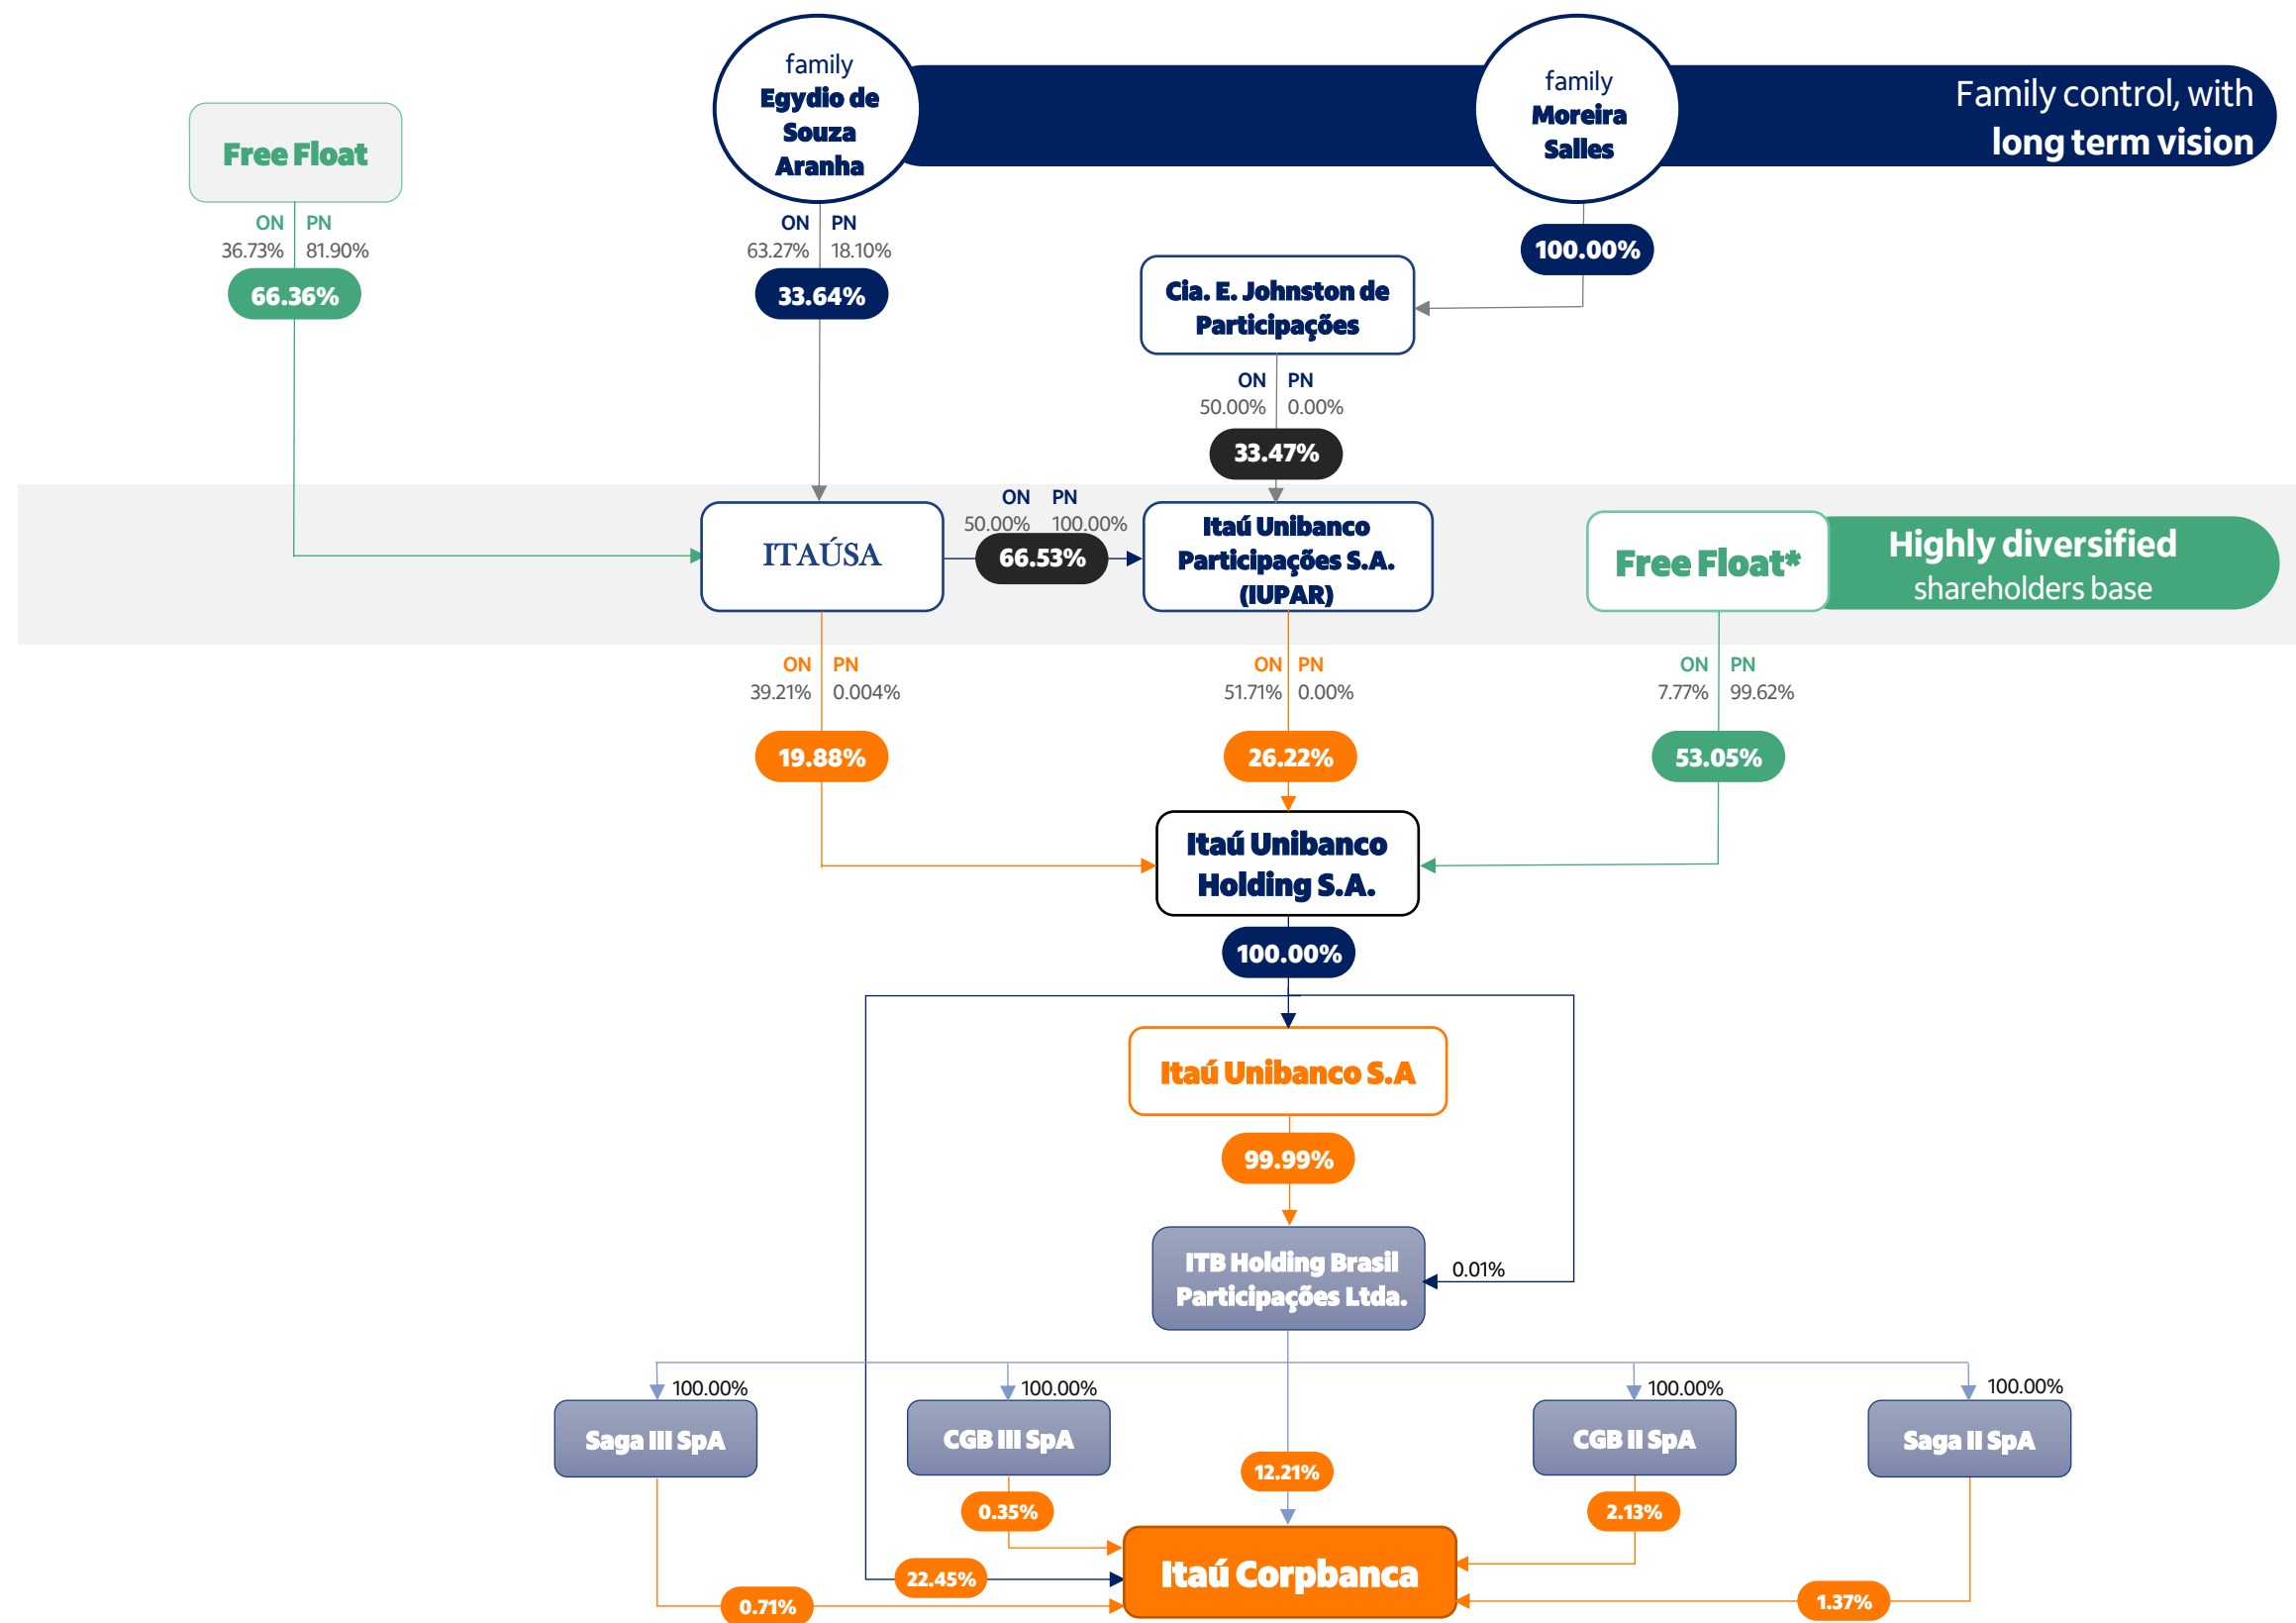 family
Egydio de
Souza
Aranha
family
Moreira
Salles
Family control, with
long term vision
Free Float
ON PN
36.73% 81.90%
66.36%
ON PN
63.27% 18.10%
33.64%
100.00%
Cia. E. Johnston de
Participações
ON PN
50.00% 0.00%
33.47%
ITAÚSA
ON PN
50.00% 100.00%
66.53%
Itaú Unibanco
Participações S.A.
(IUPAR)
Free Float*
Highly diversified
shareholders base
ON PN
39.21% 0.004%
19.88%
ON PN
51.71% 0.00%
26.22%
ON PN
7.77% 99.62%
53.05%
Itaú Unibanco
Holding S.A.
100.00%
Itaú Unibanco S.A
99.99%
ITB Holding Brasil
Participações Ltda.
0.01%
100.00%
100.00%
100.00%
100.00%
Saga III SpA
CGB III SpA
CGB II SpA
Saga II SpA
12.21%
0.35%
2.13%
Itaú Corpbanca
22.45%
0.71%
1.37%